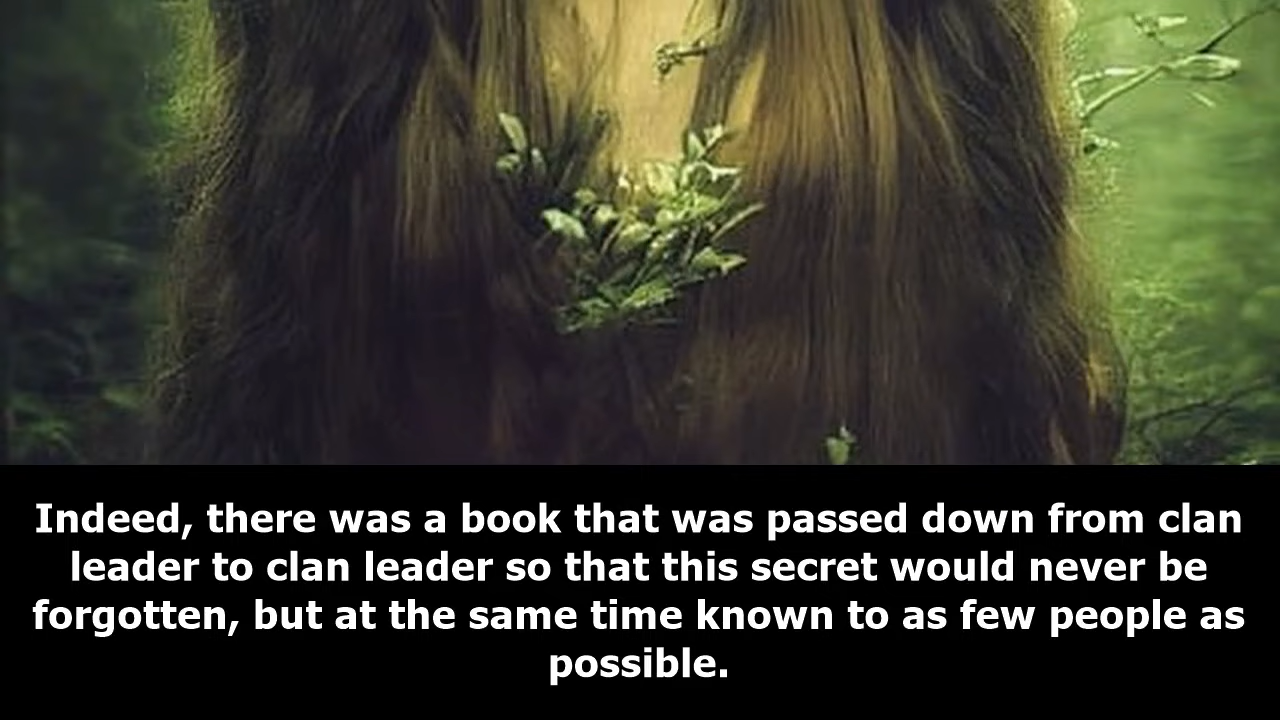 Indeed, there was a book that was passed down from clan
leader to clan leader so that this secret would never be
forgotten, but at the same time known to as few people as
possible.